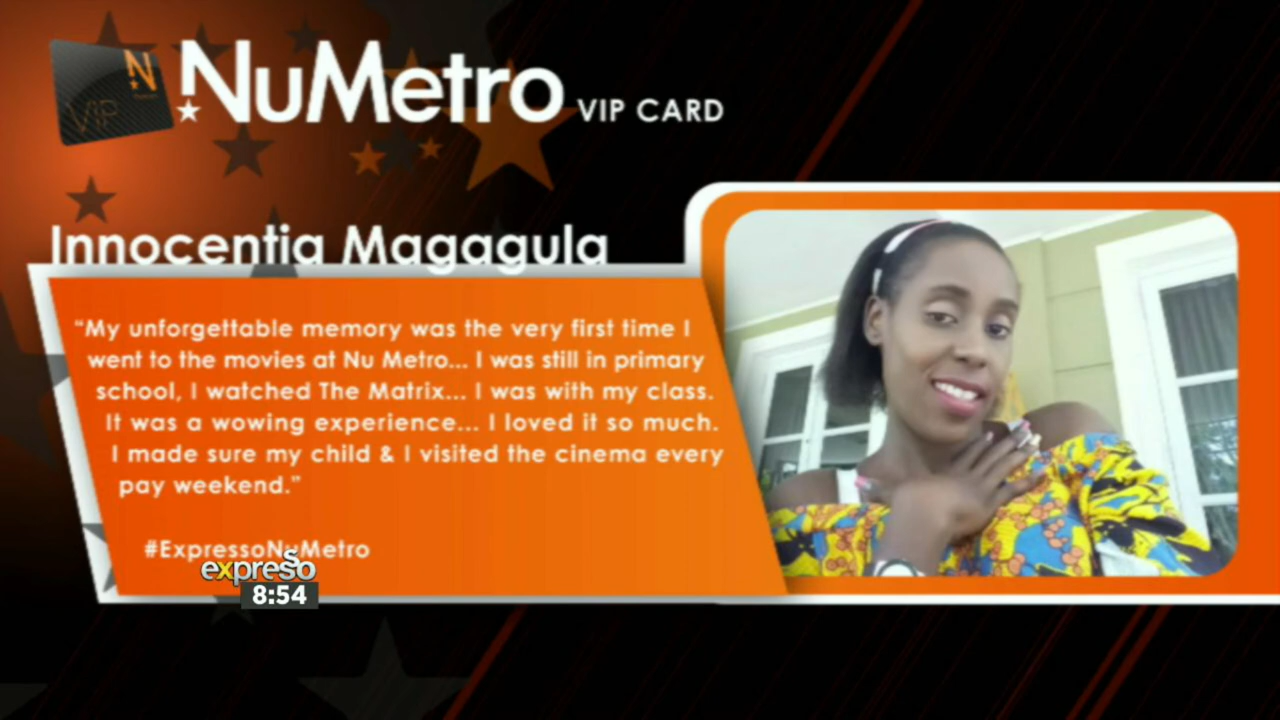 N
VIP
NuMetro VIP CARD
Innocentia Magagula
“My unforgettable memory was the very first time I
went to the movies at Nu Metro... I was still in primary
school, I watched The Matrix... I was with my class.
It was a wowing experience... I loved it so much.
I made sure my child & I visited the cinema every
pay weekend.”
#ExpressoNuMetro
expresso
8:54